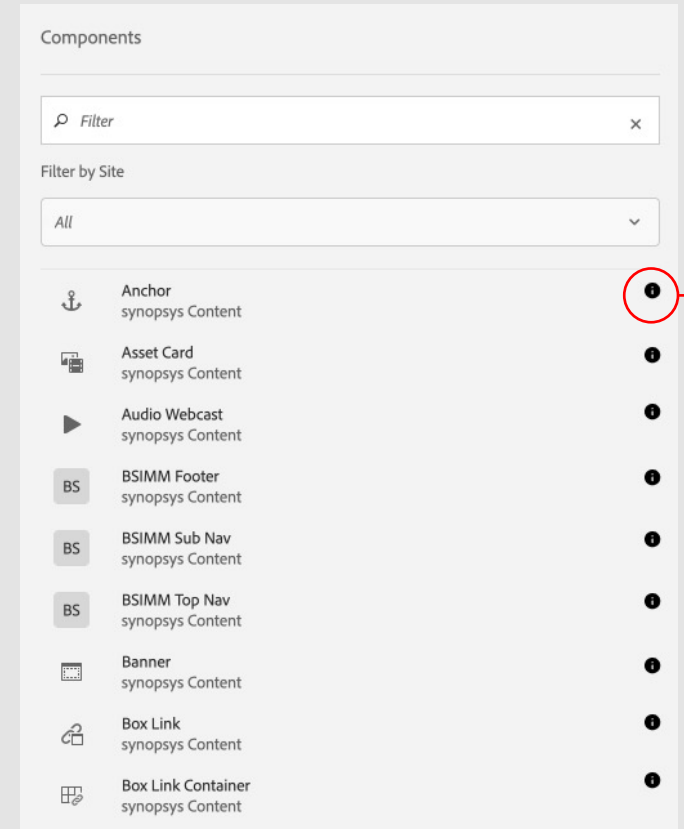 Components
Filter
Filter by Site
All
Anchor
synopsys Content
Asset Card
synopsys Content
Audio Webcast
synopsys Content
BS
BSIMM Footer
synopsys Content
BS
BSIMM Sub Nav
synopsys Content
BS
BSIMM Top Nav
synopsys Content
Banner
synopsys Content
Box Link
synopsys Content
Box Link Container
synopsys Content